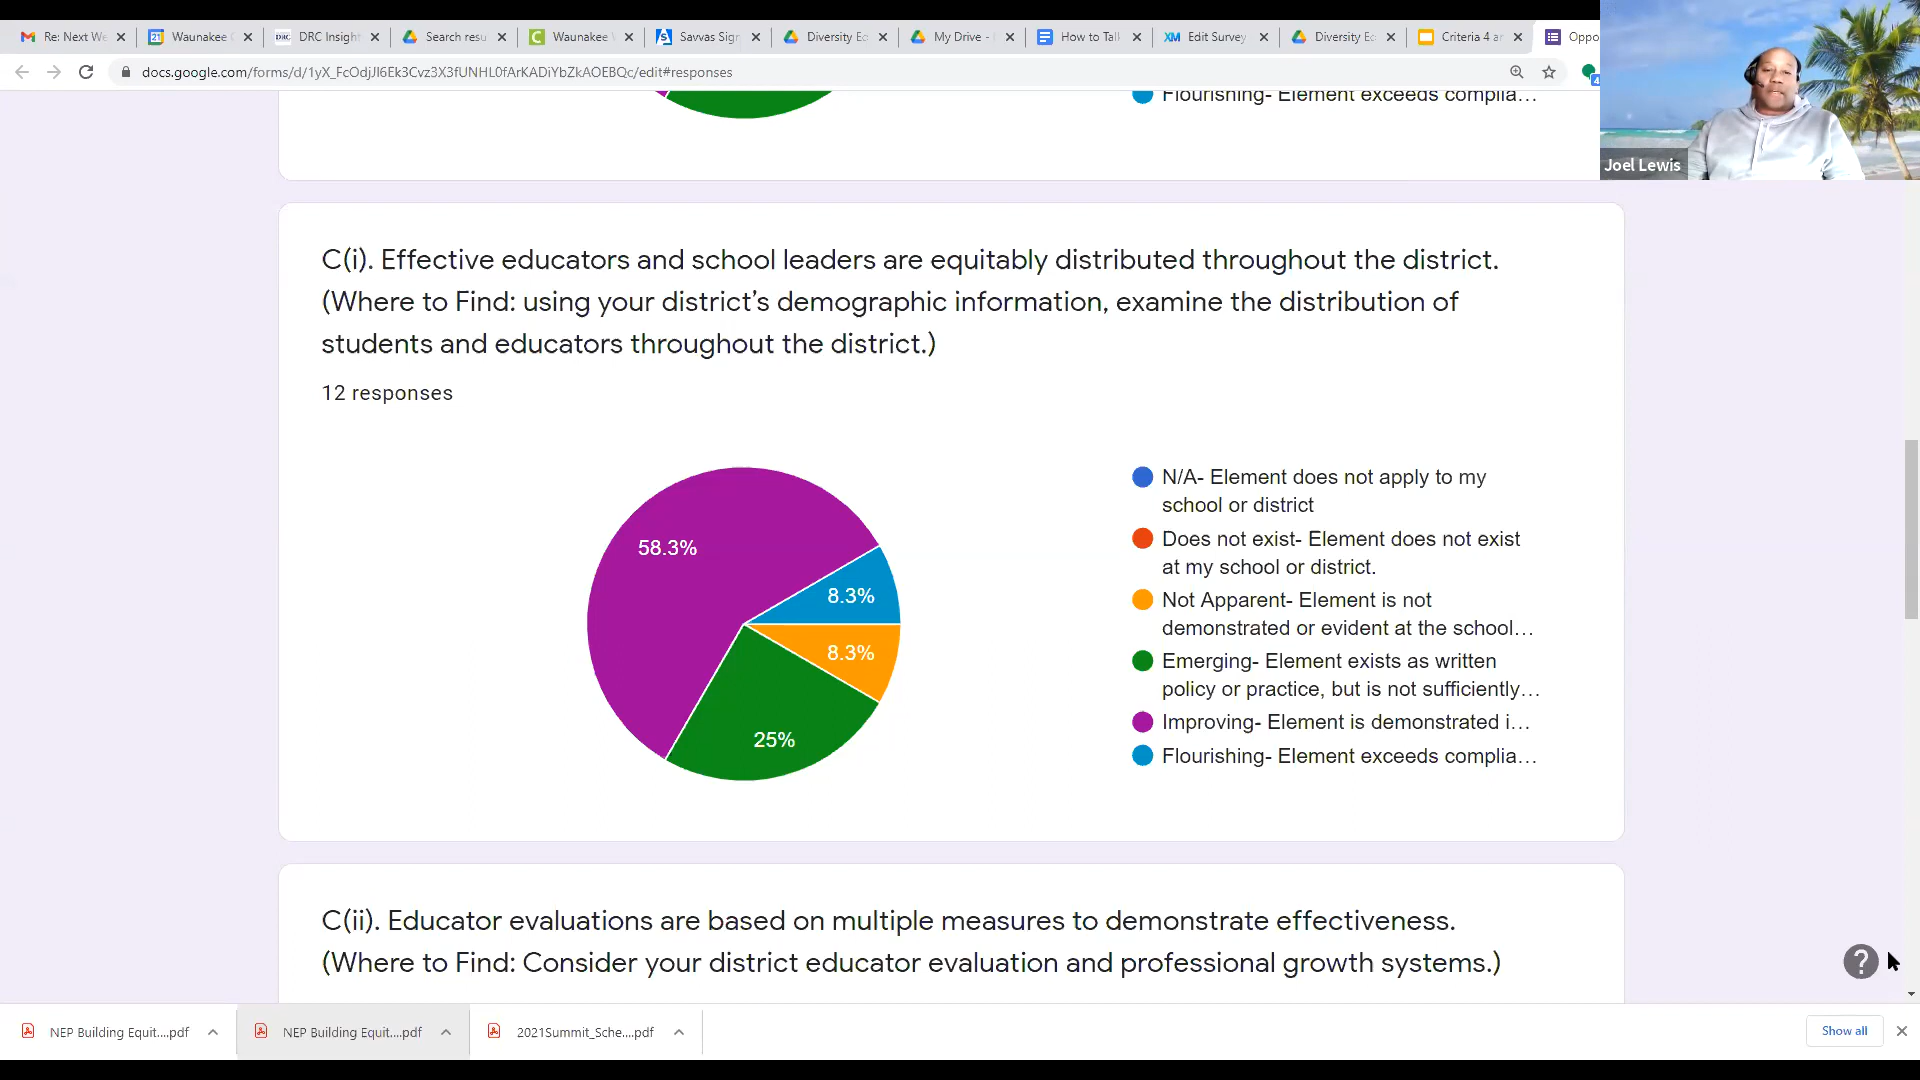 Re: Next We
Waunakee
DRC Insight
Search resu
Waunakee
Savvas Sign
Diversity Ed
My Drive -
How to Talk
Edit Survey
Diversity Ed
Criteria 4 an
Oppo
docs.google.com/forms/d/1yX_FcOdjJI6Ek3Cvz3X3fUNHL0fArKADiYbZkAOEBQc/edit#responses
Joel Lewis
Flourishing- Element exceeds complia...
C(i). Effective educators and school leaders are equitably distributed throughout the district.
(Where to Find: using your district’s demographic information, examine the distribution of
students and educators throughout the district.)
12 responses
58.3%
8.3%
8.3%
25%
N/A- Element does not apply to my
school or district
Does not exist- Element does not exist
at my school or district.
Not Apparent- Element is not
demonstrated or evident at the school...
Emerging- Element exists as written
policy or practice, but is not sufficiently...
Improving- Element is demonstrated i...
Flourishing- Element exceeds complia...
C(ii). Educator evaluations are based on multiple measures to demonstrate effectiveness.
(Where to Find: Consider your district educator evaluation and professional growth systems.)
NEP Building Equit....pdf
NEP Building Equit....pdf
2021Summit_Sche....pdf
Show all